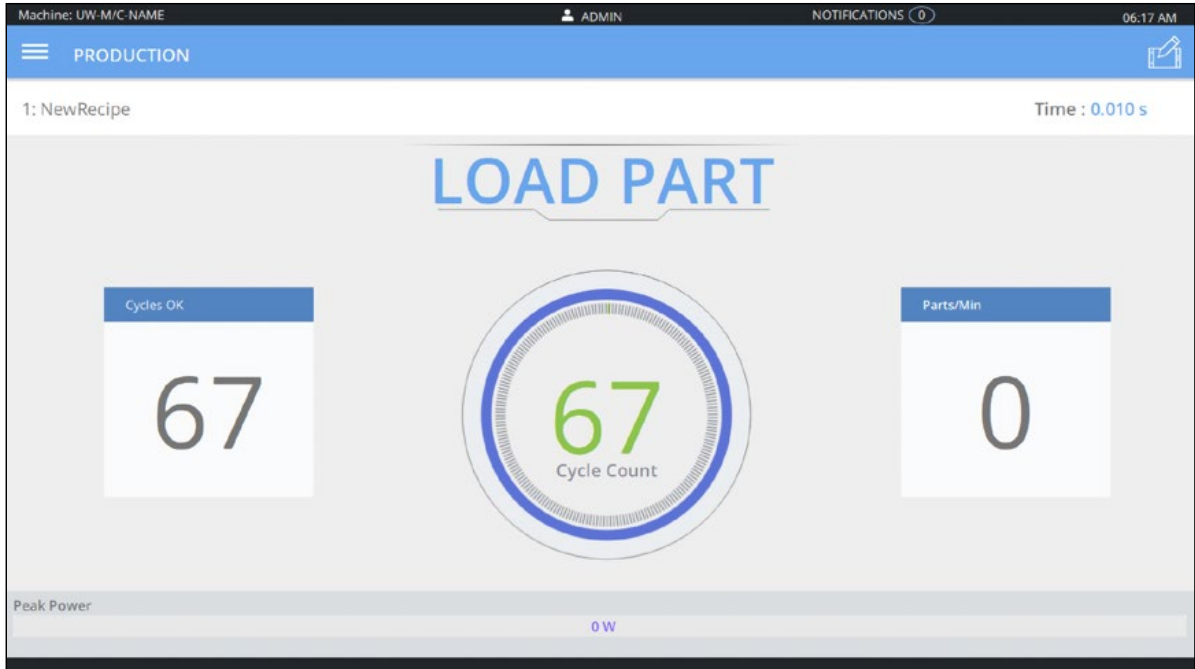 Machine: UW-M/C-NAME ADMIN NOTIFICATIONS 0 06.17 AM
PRODUCTION
1: NewRecipe Time : 0.010 s
LOAD PART
Cycles OK
67
67
Cycle Count
Parts/Min
0
Peak Power
0 W